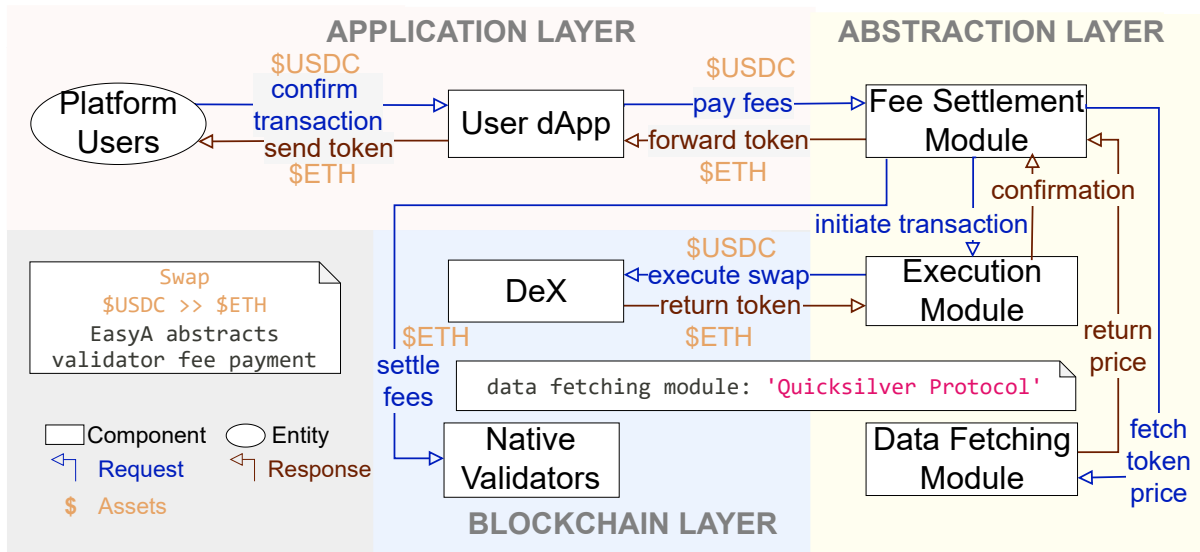 APPLICATION LAYER
ABSTRACTION LAYER
$USDC
confirm
transaction
send token
$ETH
Platform
Users
User dApp
$USDC
pay fees
forward token
$ETH
Fee Settlement
Module
confirmation
initiate transaction
Swap
$USDC >> $ETH
EasyA abstracts
validator fee payment
DeX
$USDC
execute swap
return token
$ETH
Execution
Module
$ETH
settle
fees
return
price
data fetching module: 'Quicksilver Protocol'
Component
Entity
Request
Response
$ Assets
Native
Validators
Data Fetching
Module
fetch
token
price
BLOCKCHAIN LAYER